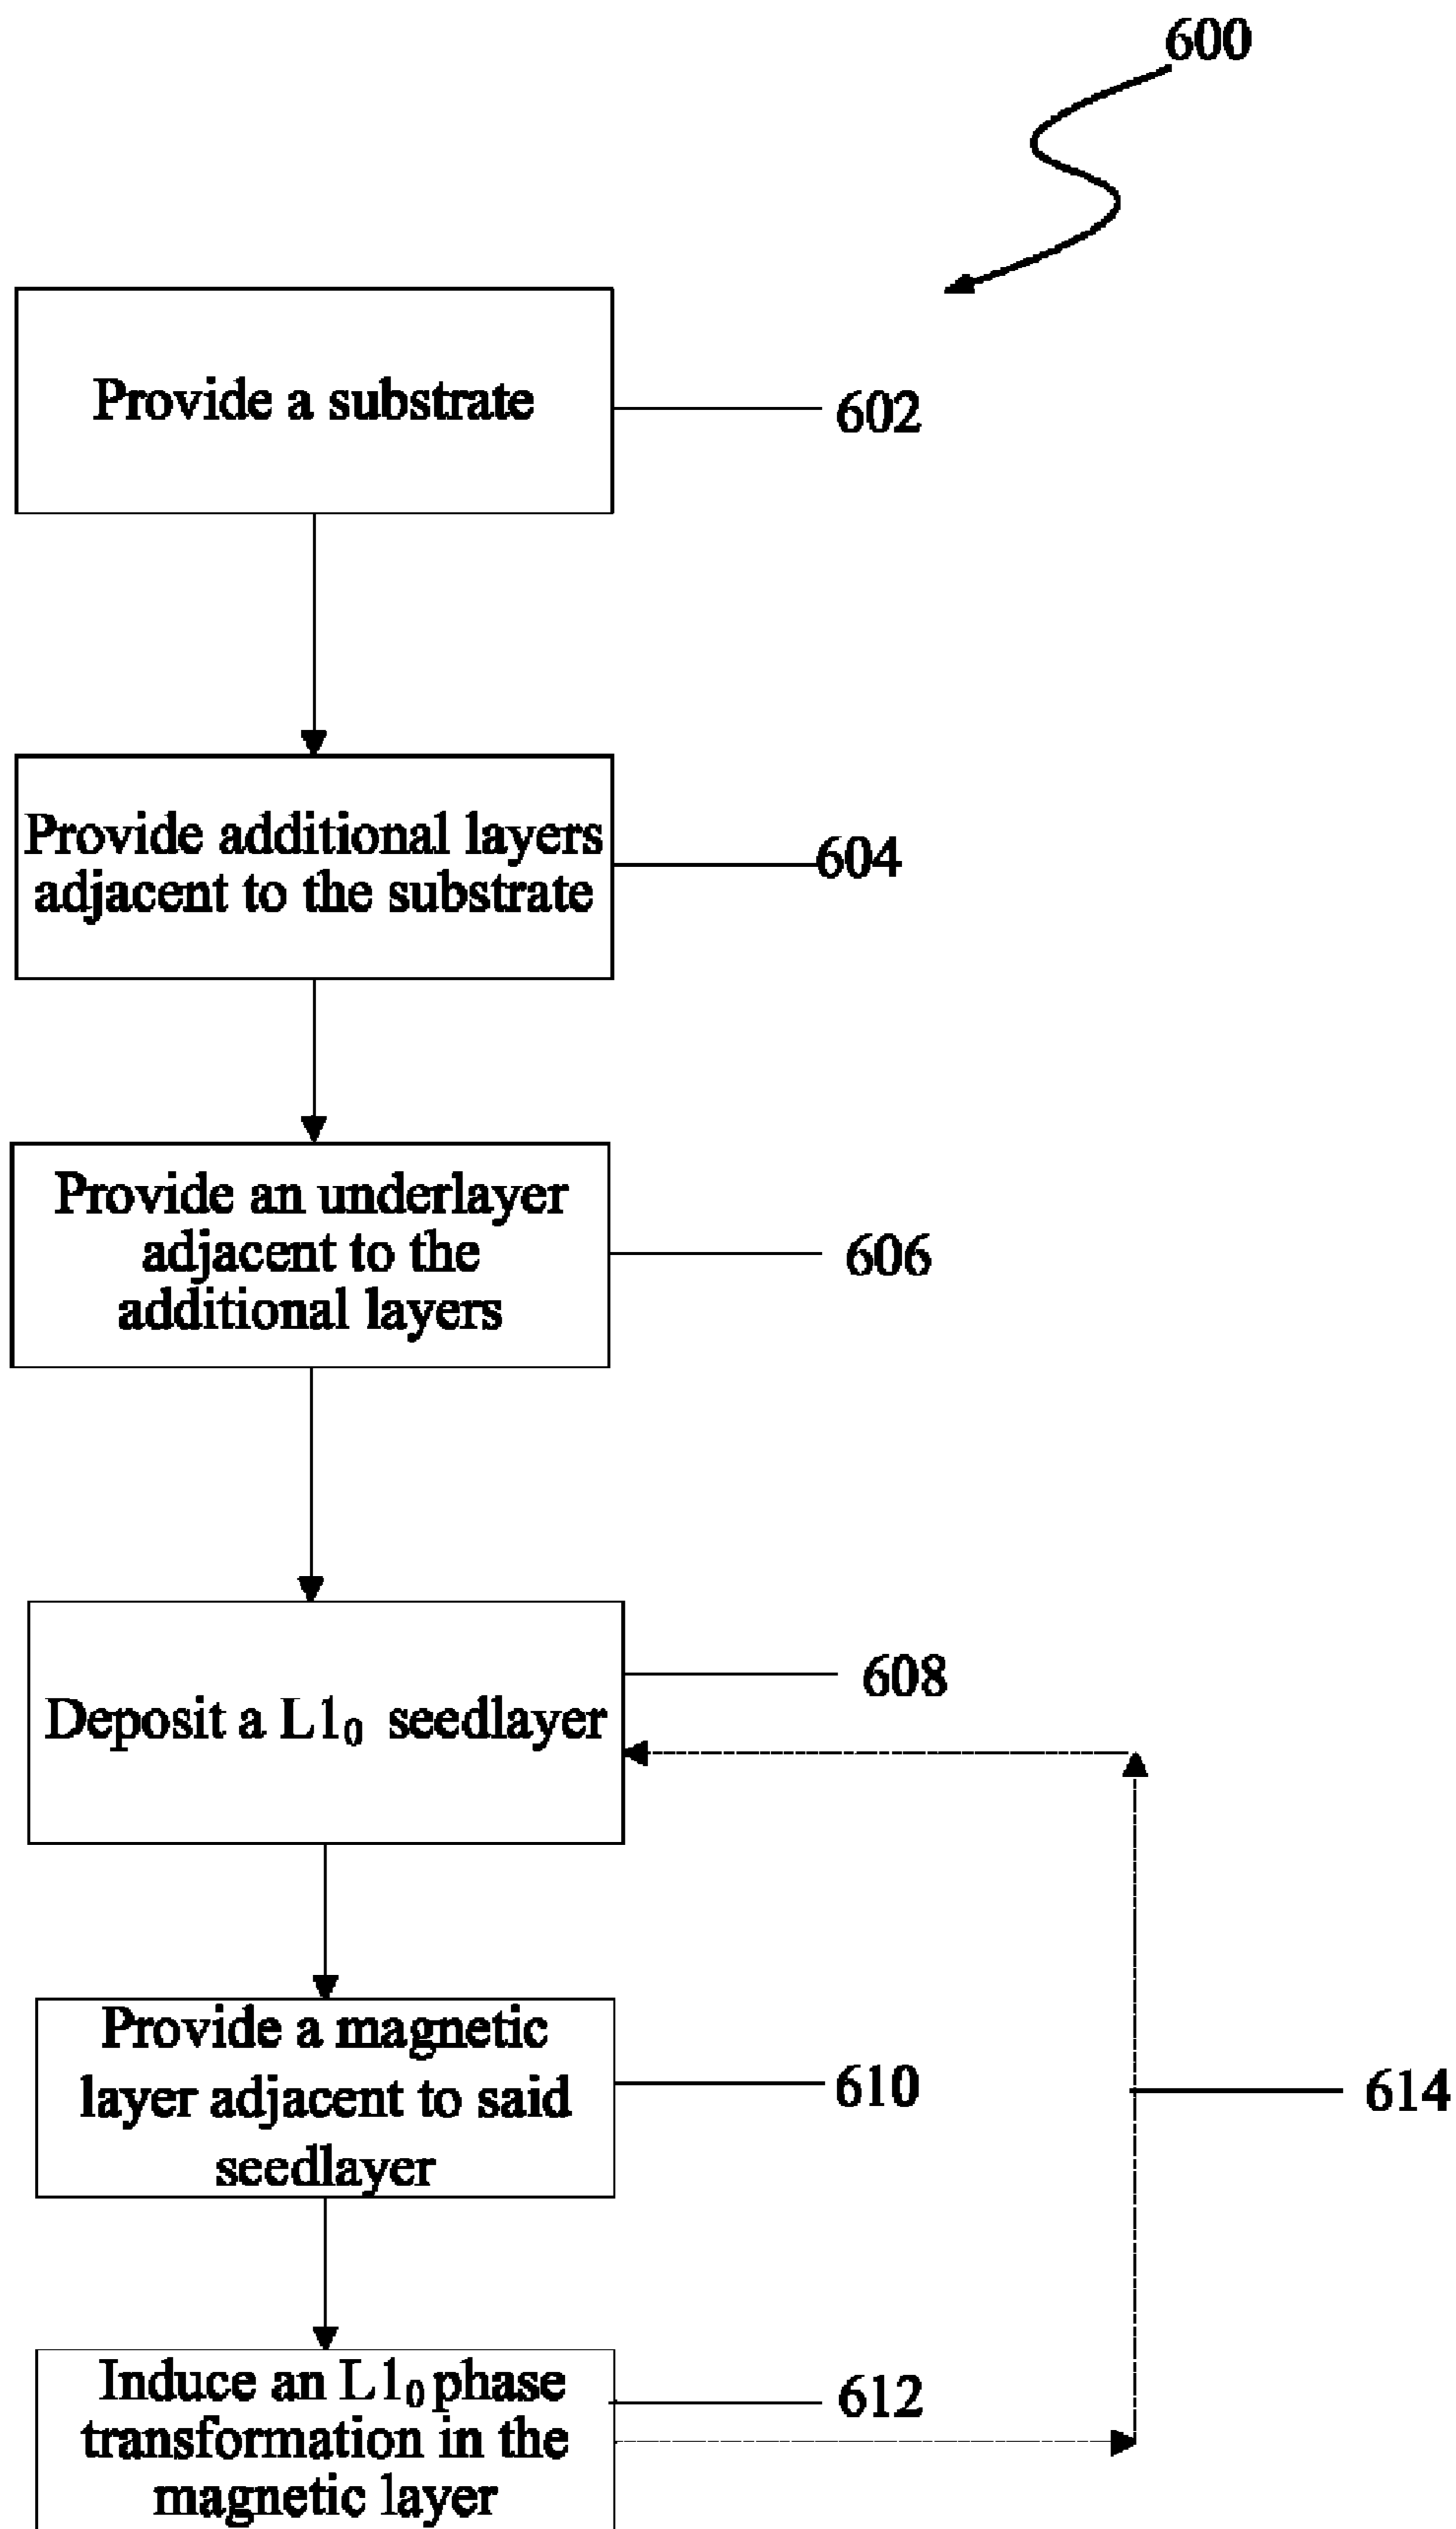 600
Provide a substrate
602
Provide additional layers
adjacent to the substrate
604
Provide an underlayer
adjacent to the
additional layers
606
Deposit a L1₀ seedlayer
608
Provide a magnetic
layer adjacent to said
seedlayer
610
614
Induce an L1₀ phase
transformation in the
magnetic layer
612